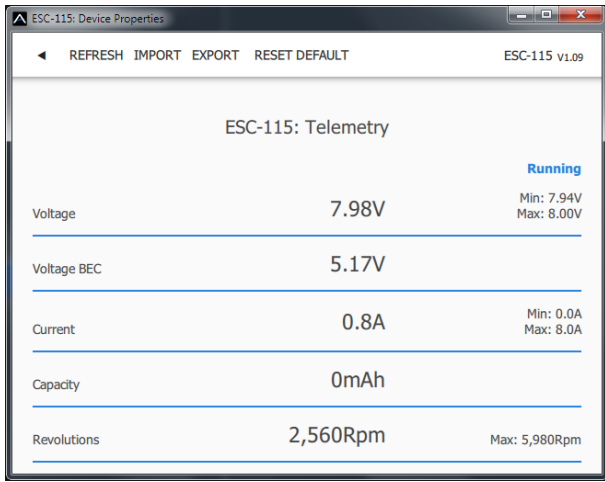 ESC-115: Device Properties
REFRESH IMPORT EXPORT RESET DEFAULT ESC-115 V1.09
ESC-115: Telemetry
Running
Voltage 7.98V Min: 7.94V
Max: 8.00V
Voltage BEC 5.17V
Current 0.8A Min: 0.0A
Max: 8.0A
Capacity 0mAh
Revolutions 2,560Rpm Max: 5,980Rpm